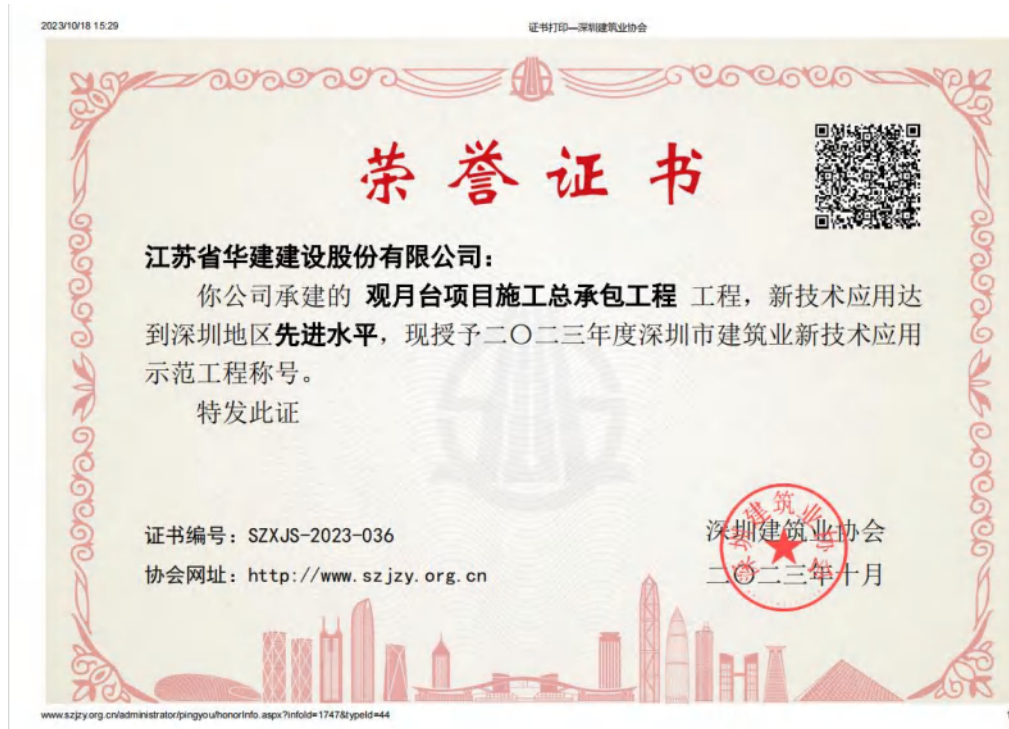 2023/10/18 15:29
证书打印—深圳建筑业协会
荣誉证书
江苏省华建建设股份有限公司：
你公司承建的 观月台项目施工总承包工程 工程，新技术应用达
到深圳地区先进水平，现授予二〇二三年度深圳市建筑业新技术应用
示范工程称号。
特发此证
证书编号：SZXJS-2023-036
深圳建筑业协会
协会网址：http://www.szjzy.org.cn
二〇二三年十月
深圳建筑业协会
www.szjzy.org.cn/administrator/pingyou/honorInfo.aspx?infoId=1747&typeId=44